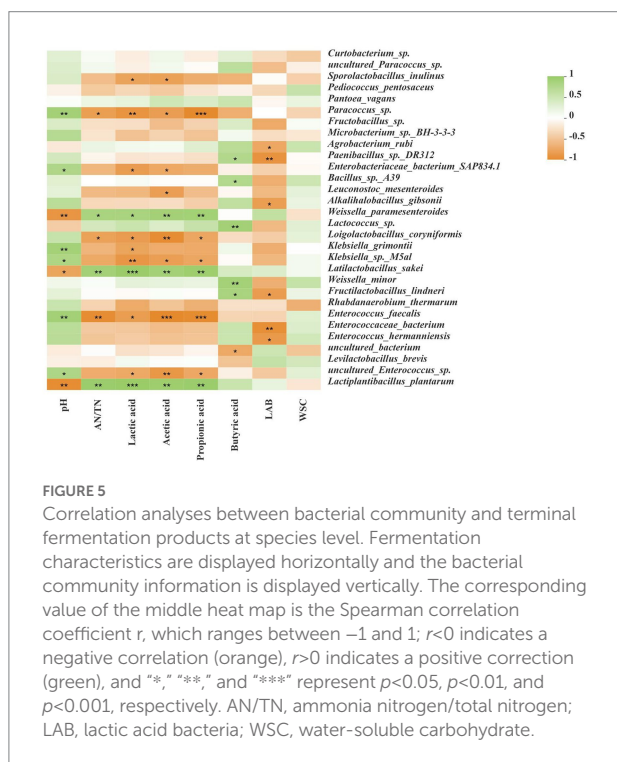 Curtobacterium_sp.
uncultured_Paracoccus_sp.
Sporolactobacillus_inulinus
* *
Pediococcus_pentosaceus
Pantoea_vagans
Paracoccus_sp.
** * ** * ***
Fructobacillus_sp.
Microbacterium_sp._BH-3-3-3
Agrobacterium_rubi
*
Paenibacillus_sp._DR312
* **
Enterobacteriaceae_bacterium_SAP834.1
* * *
Bacillus_sp._A39
*
Leuconostoc_mesenteroides
*
Alkalihalobacillus_gibsonii
*
Weissella_paramesenteroides
** * * ** **
Lactococcus_sp.
**
Loigolactobacillus_coryniformis
* * ** *
Klebsiella_grimontii
** *
Klebsiella_sp._M5al
* ** * *
Latilactobacillus_sakei
* ** *** ** **
Weissella_minor
**
Fructilactobacillus_lindneri
* *
Rhabdanaerobium_thermarum
Enterococcus_faecalis
** ** * *** ***
Enterococcaceae_bacterium
**
Enterococcus_hermanniensis
*
uncultured_bacterium
*
Levilactobacillus_brevis
uncultured_Enterococcus_sp.
* * ** *
Lactiplantibacillus_plantarum
** ** *** ** **
pH
AN/TN
Lactic acid
Acetic acid
Propionic acid
Butyric acid
LAB
WSC
1
0.5
0
-0.5
-1
FIGURE 5
Correlation analyses between bacterial community and terminal
fermentation products at species level. Fermentation
characteristics are displayed horizontally and the bacterial
community information is displayed vertically. The corresponding
value of the middle heat map is the Spearman correlation
coefficient r, which ranges between −1 and 1; r<0 indicates a
negative correlation (orange), r>0 indicates a positive correction
(green), and “*,” “**,” and “***” represent p<0.05, p<0.01, and
p<0.001, respectively. AN/TN, ammonia nitrogen/total nitrogen;
LAB, lactic acid bacteria; WSC, water-soluble carbohydrate.